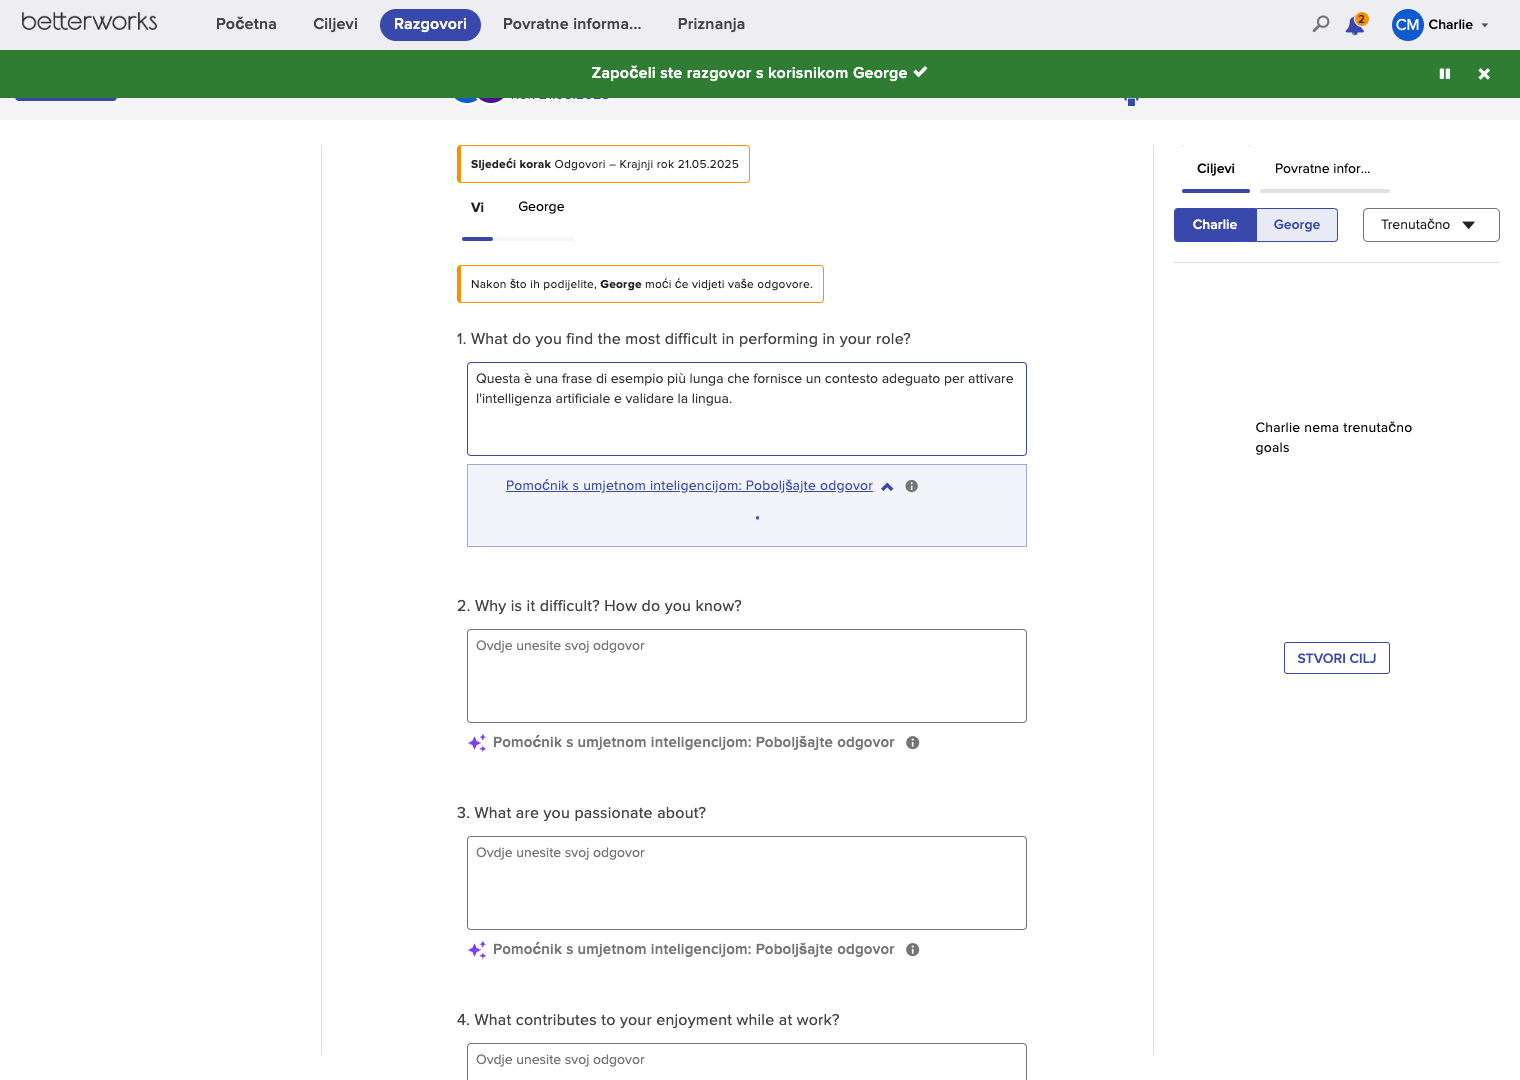 betterworks
Početna
Ciljevi
Razgovori
Povratne informa...
Priznanja
2
CM
Charlie
Započeli ste razgovor s korisnikom George
Sljedeći korak Odgovori – Krajnji rok 21.05.2025
Vi
George
Nakon što ih podijelite, George moći će vidjeti vaše odgovore.
1. What do you find the most difficult in performing in your role?
Questa è una frase di esempio più lunga che fornisce un contesto adeguato per attivare
l'intelligenza artificiale e validare la lingua.
Pomoćnik s umjetnom inteligencijom: Poboljšajte odgovor
2. Why is it difficult? How do you know?
Ovdje unesite svoj odgovor
Pomoćnik s umjetnom inteligencijom: Poboljšajte odgovor
3. What are you passionate about?
Ovdje unesite svoj odgovor
Pomoćnik s umjetnom inteligencijom: Poboljšajte odgovor
4. What contributes to your enjoyment while at work?
Ovdje unesite svoj odgovor
Ciljevi
Povratne infor...
Charlie
George
Trenutačno
Charlie nema trenutačno
goals
STVORI CILJ